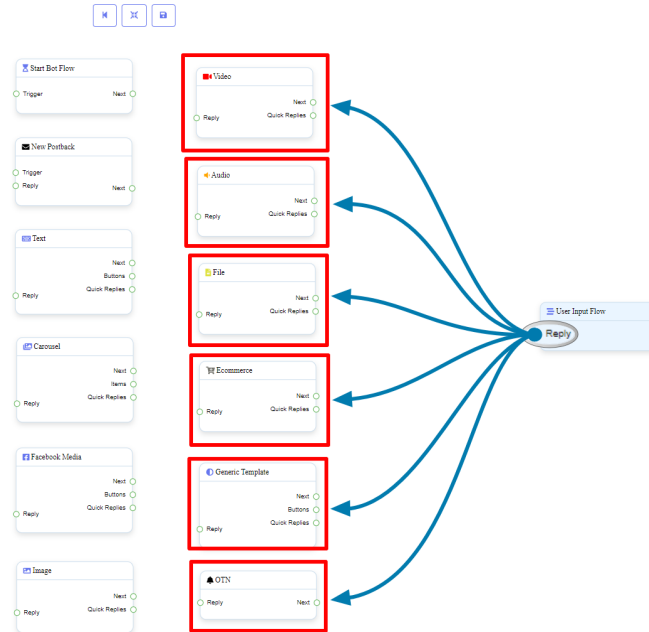 Start Bot Flow
Trigger Next
New Postback
Trigger
Reply Next
Text
Next
Buttons
Quick Replies
Reply
Carousel
Next
Items
Quick Replies
Reply
Facebook Media
Next
Buttons
Quick Replies
Reply
Image
Next
Quick Replies
Reply
Video
Next
Quick Replies
Reply
Audio
Next
Quick Replies
Reply
File
Next
Quick Replies
Reply
Ecommerce
Next
Quick Replies
Reply
Generic Template
Next
Buttons
Quick Replies
Reply
OTN
Reply Next
User Input Flow
Reply